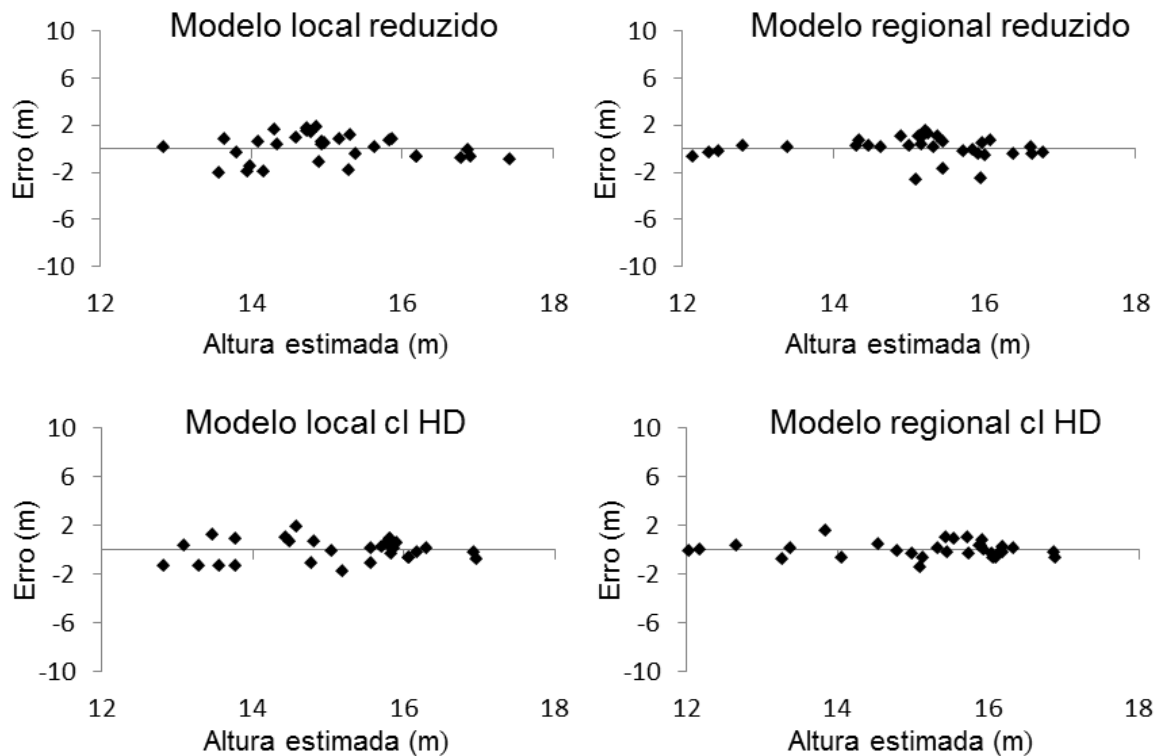 Modelo local reduzido
10
6
2
-2
-6
-10
Erro (m)
12 14 16 18
Altura estimada (m)
Modelo regional reduzido
10
6
2
-2
-6
-10
Erro (m)
12 14 16 18
Altura estimada (m)
Modelo local cl HD
10
6
2
-2
-6
-10
Erro (m)
12 14 16 18
Altura estimada (m)
Modelo regional cl HD
10
6
2
-2
-6
-10
Erro (m)
12 14 16 18
Altura estimada (m)